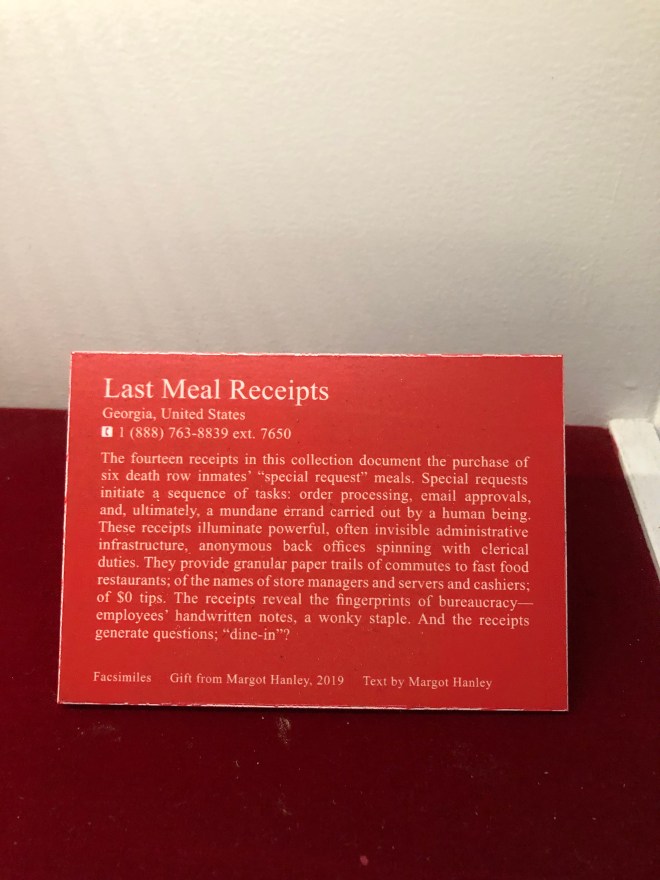 Last Meal Receipts
Georgia, United States
1 (888) 763-8839 ext. 7650
The fourteen receipts in this collection document the purchase of
six death row inmates' “special request” meals. Special requests
initiate a sequence of tasks: order processing, email approvals,
and, ultimately, a mundane errand carried out by a human being.
These receipts illuminate powerful, often invisible administrative
infrastructure, anonymous back offices spinning with clerical
duties. They provide granular paper trails of commutes to fast food
restaurants; of the names of store managers and servers and cashiers;
of $0 tips. The receipts reveal the fingerprints of bureaucracy—
employees' handwritten notes, a wonky staple. And the receipts
generate questions; “dine-in”?
Facsimiles Gift from Margot Hanley, 2019 Text by Margot Hanley